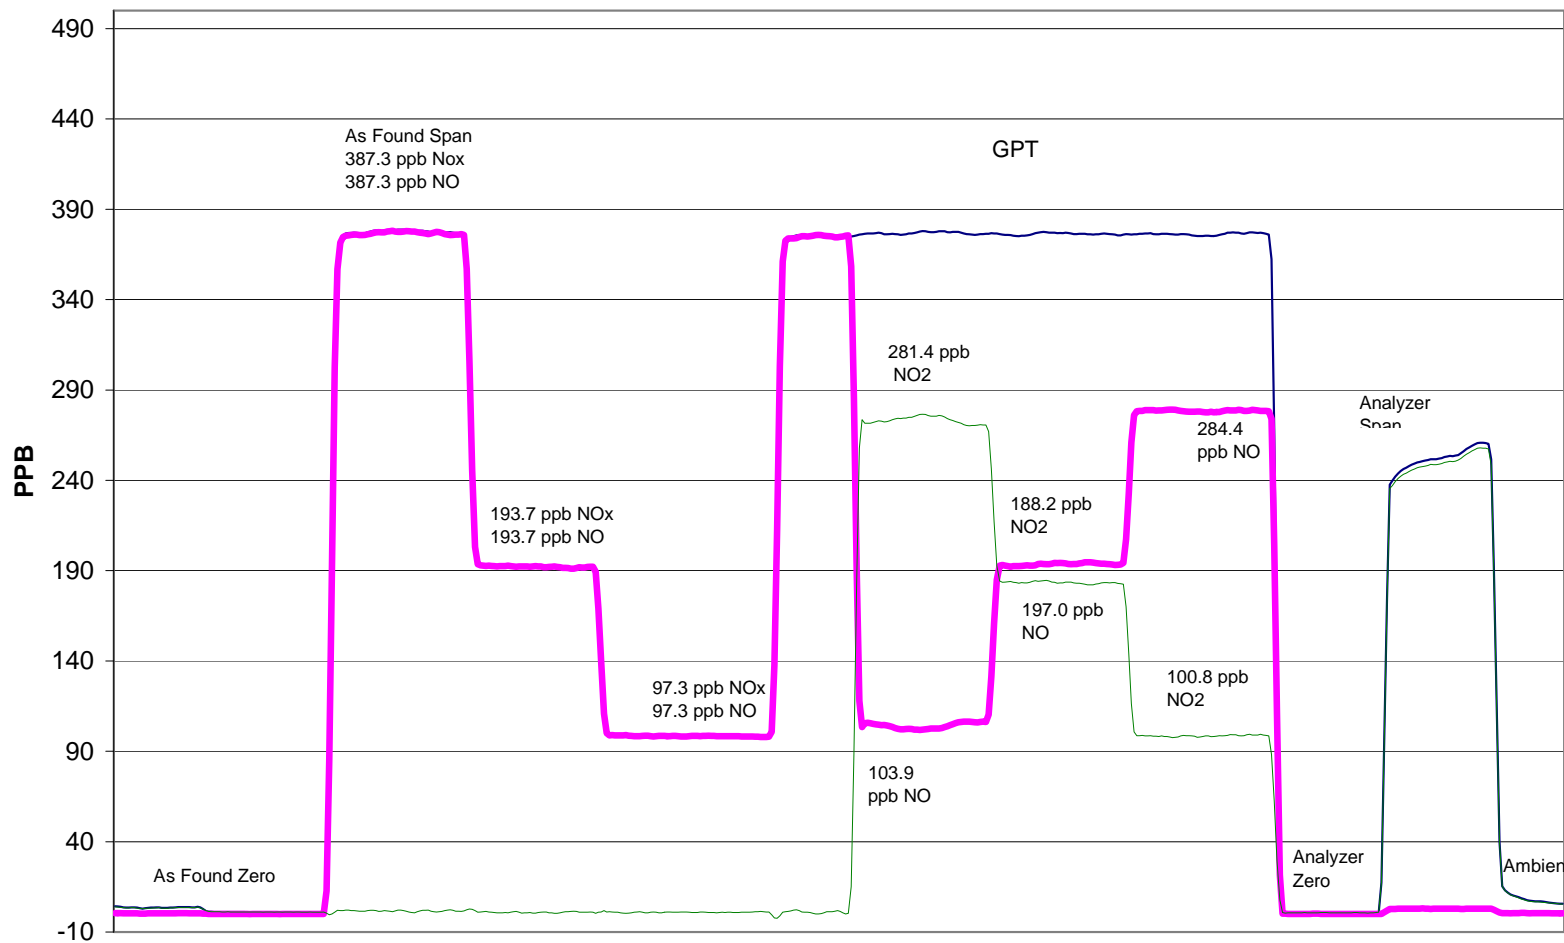 490
440
390
340
290
240
190
140
90
40
-10
PPB
As Found Zero
As Found Span
387.3 ppb Nox
387.3 ppb NO
193.7 ppb NOx
193.7 ppb NO
97.3 ppb NOx
97.3 ppb NO
GPT
281.4 ppb
NO2
103.9
ppb NO
188.2 ppb
NO2
197.0 ppb
NO
284.4
ppb NO
100.8 ppb
NO2
Analyzer
Zero
Analyzer
Span
Ambien